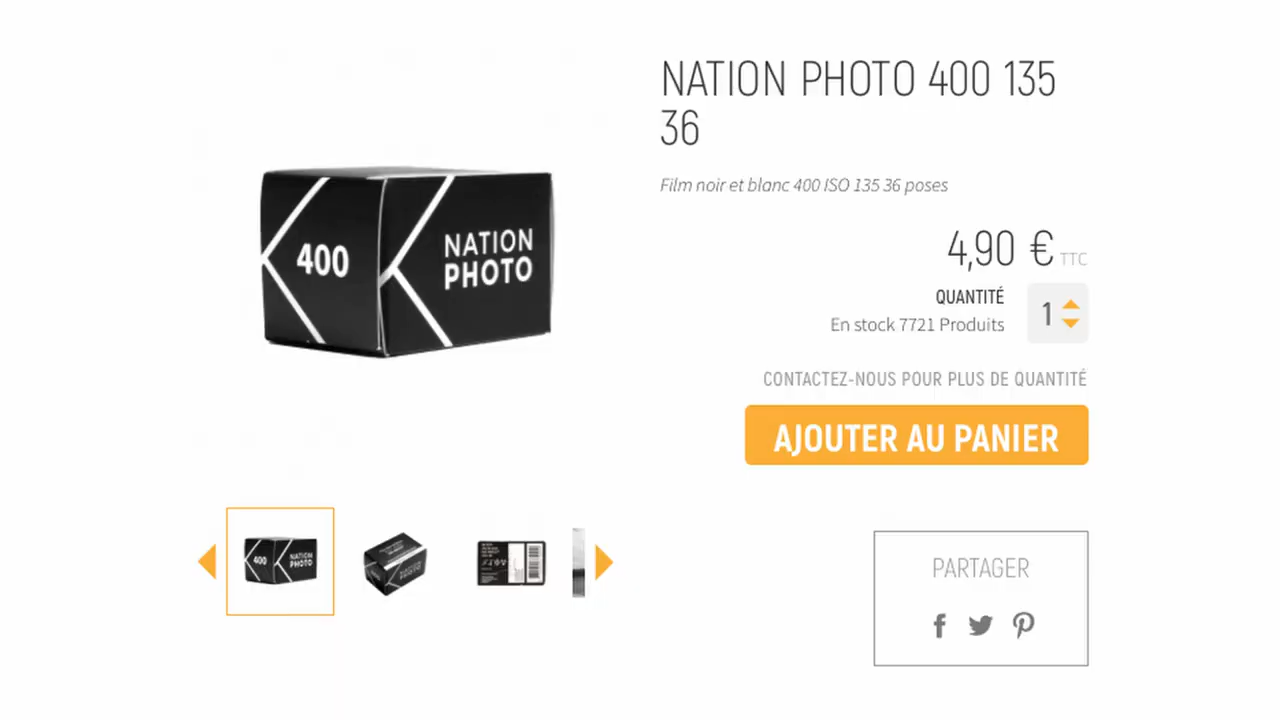 NATION PHOTO 400 135
36
Film noir et blanc 400 ISO 135 36 poses
400
NATION
PHOTO
4,90 € TTC
QUANTITÉ
En stock 7721 Produits
1
CONTACTEZ-NOUS POUR PLUS DE QUANTITÉ
AJOUTER AU PANIER
400
NATION
PHOTO
PARTAGER